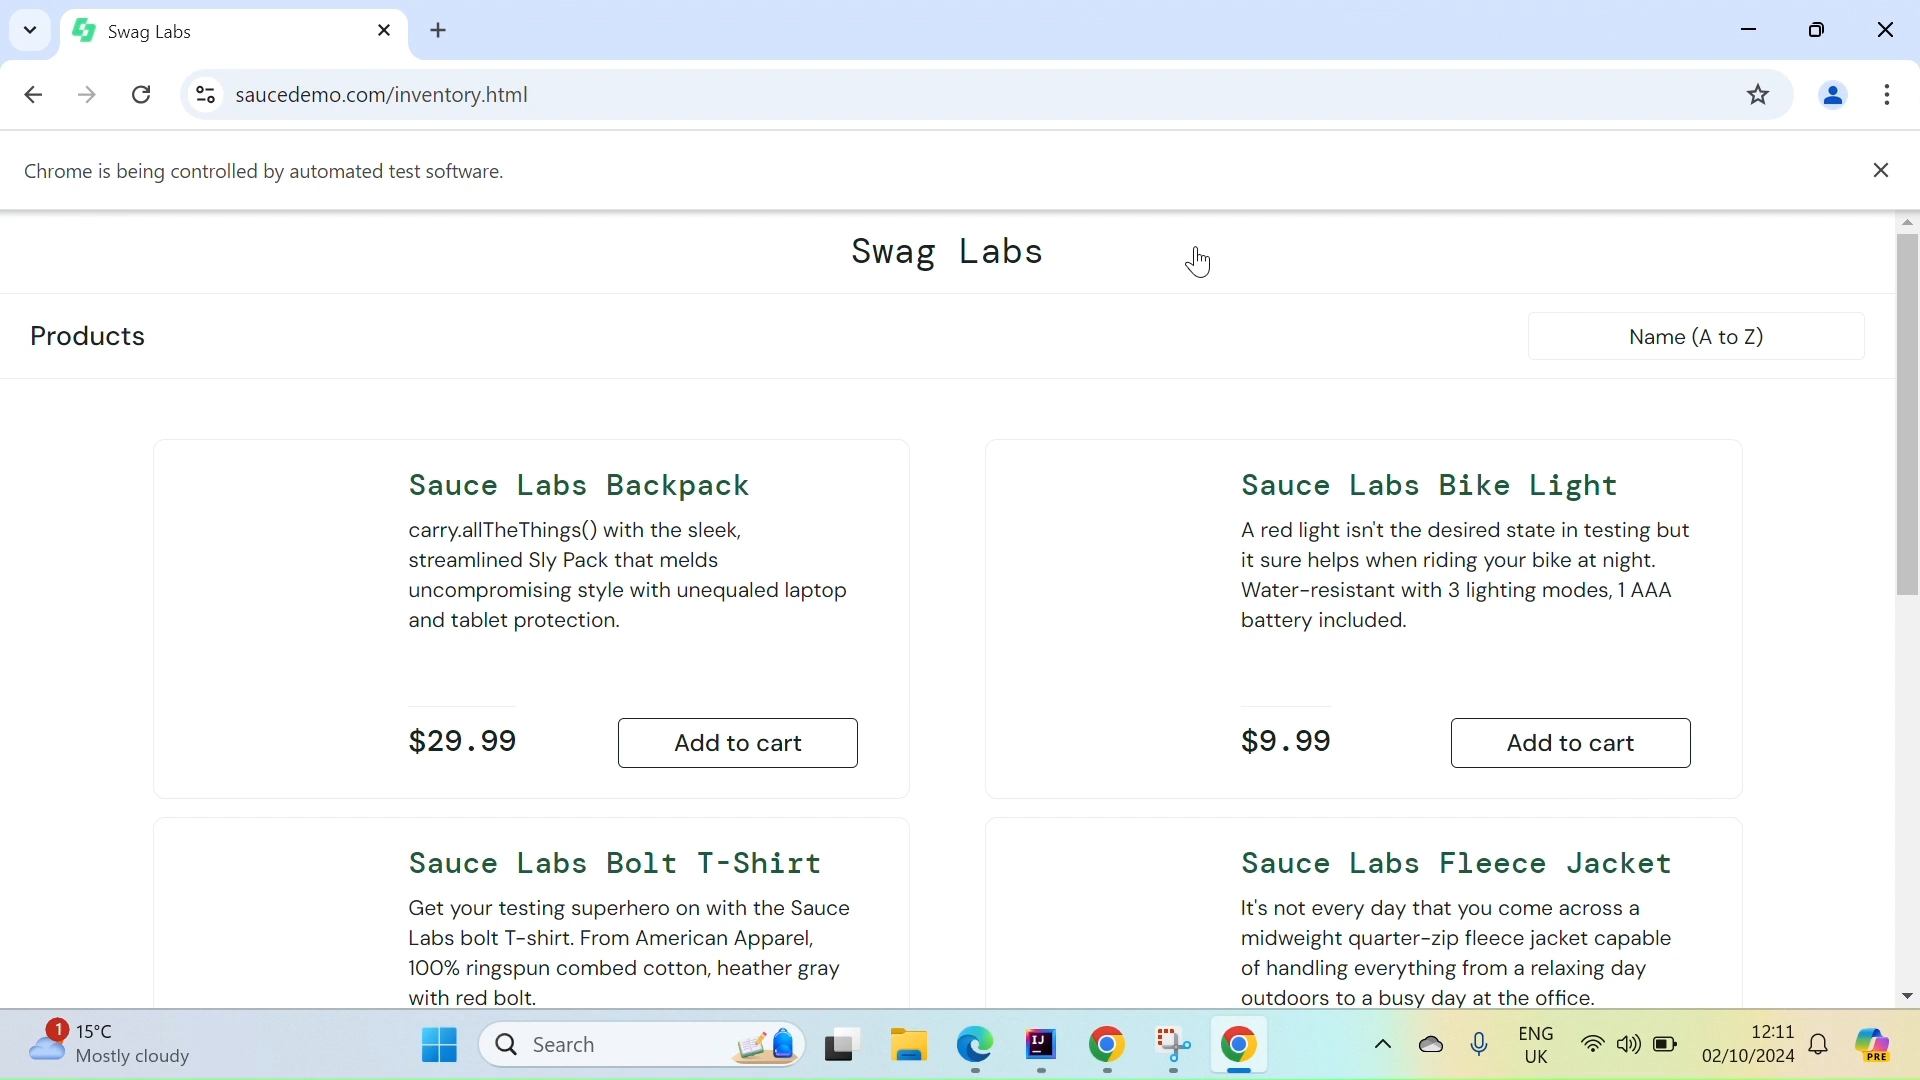 Swag Labs
saucedemo.com/inventory.html
Chrome is being controlled by automated test software.
Swag Labs
Products
Name (A to Z)
Sauce Labs Backpack
carry.allTheThings() with the sleek,
streamlined Sly Pack that melds
uncompromising style with unequaled laptop
and tablet protection.
$29.99
Add to cart
Sauce Labs Bike Light
A red light isn't the desired state in testing but
it sure helps when riding your bike at night.
Water-resistant with 3 lighting modes, 1 AAA
battery included.
$9.99
Add to cart
Sauce Labs Bolt T-Shirt
Get your testing superhero on with the Sauce
Labs bolt T-shirt. From American Apparel,
100% ringspun combed cotton, heather gray
with red bolt.
Sauce Labs Fleece Jacket
It's not every day that you come across a
midweight quarter-zip fleece jacket capable
of handling everything from a relaxing day
outdoors to a busy day at the office.
1
15°C
Mostly cloudy
Search
IJ
ENG
UK
12:11
02/10/2024
PRE